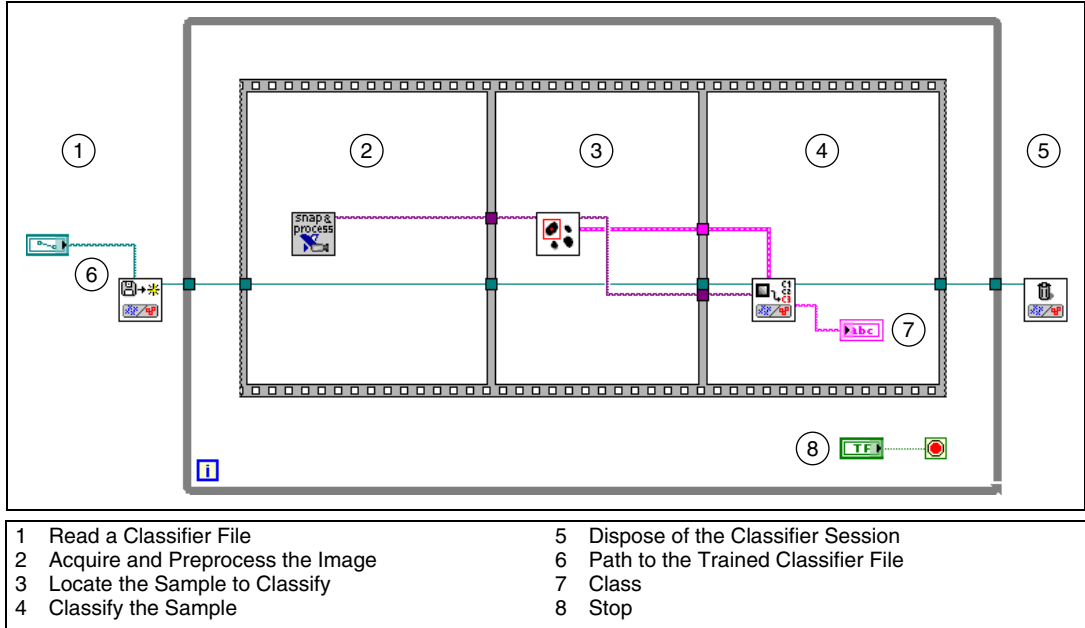 1
2
3
4
5
snap &
process
6
C1
C2
C3
abc
7
8
TF
i
1 Read a Classifier File
2 Acquire and Preprocess the Image
3 Locate the Sample to Classify
4 Classify the Sample
5 Dispose of the Classifier Session
6 Path to the Trained Classifier File
7 Class
8 Stop